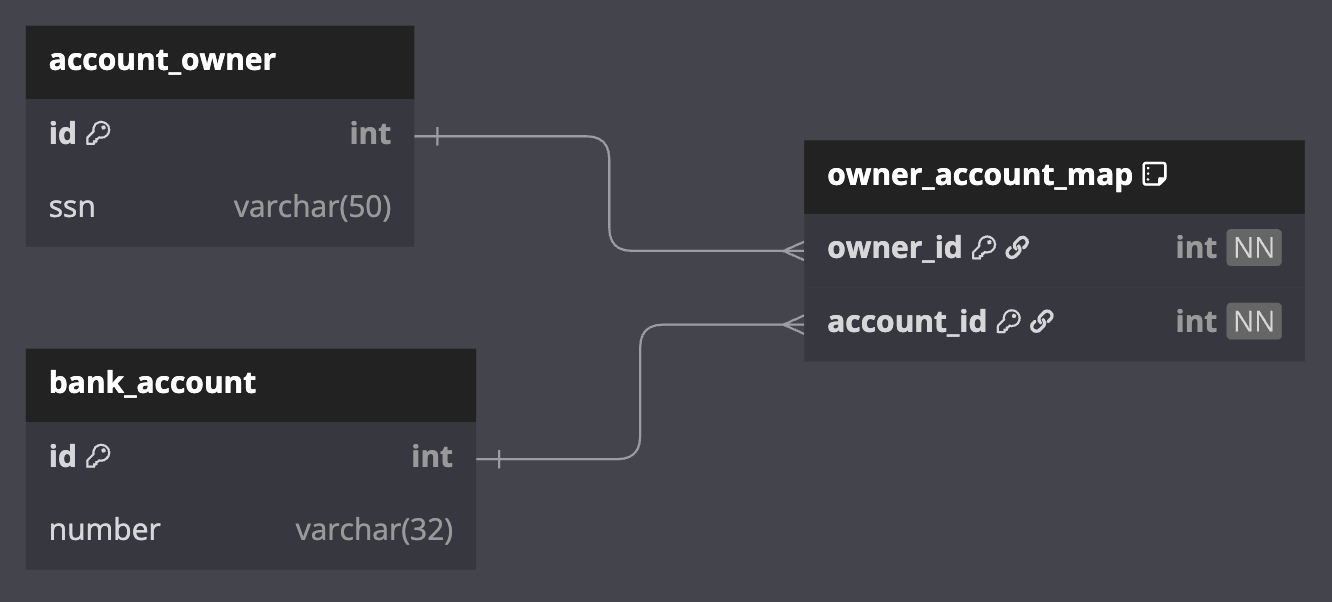 account_owner
id int
ssn varchar(50)
owner_account_map
owner_id int NN
account_id int NN
bank_account
id int
number varchar(32)